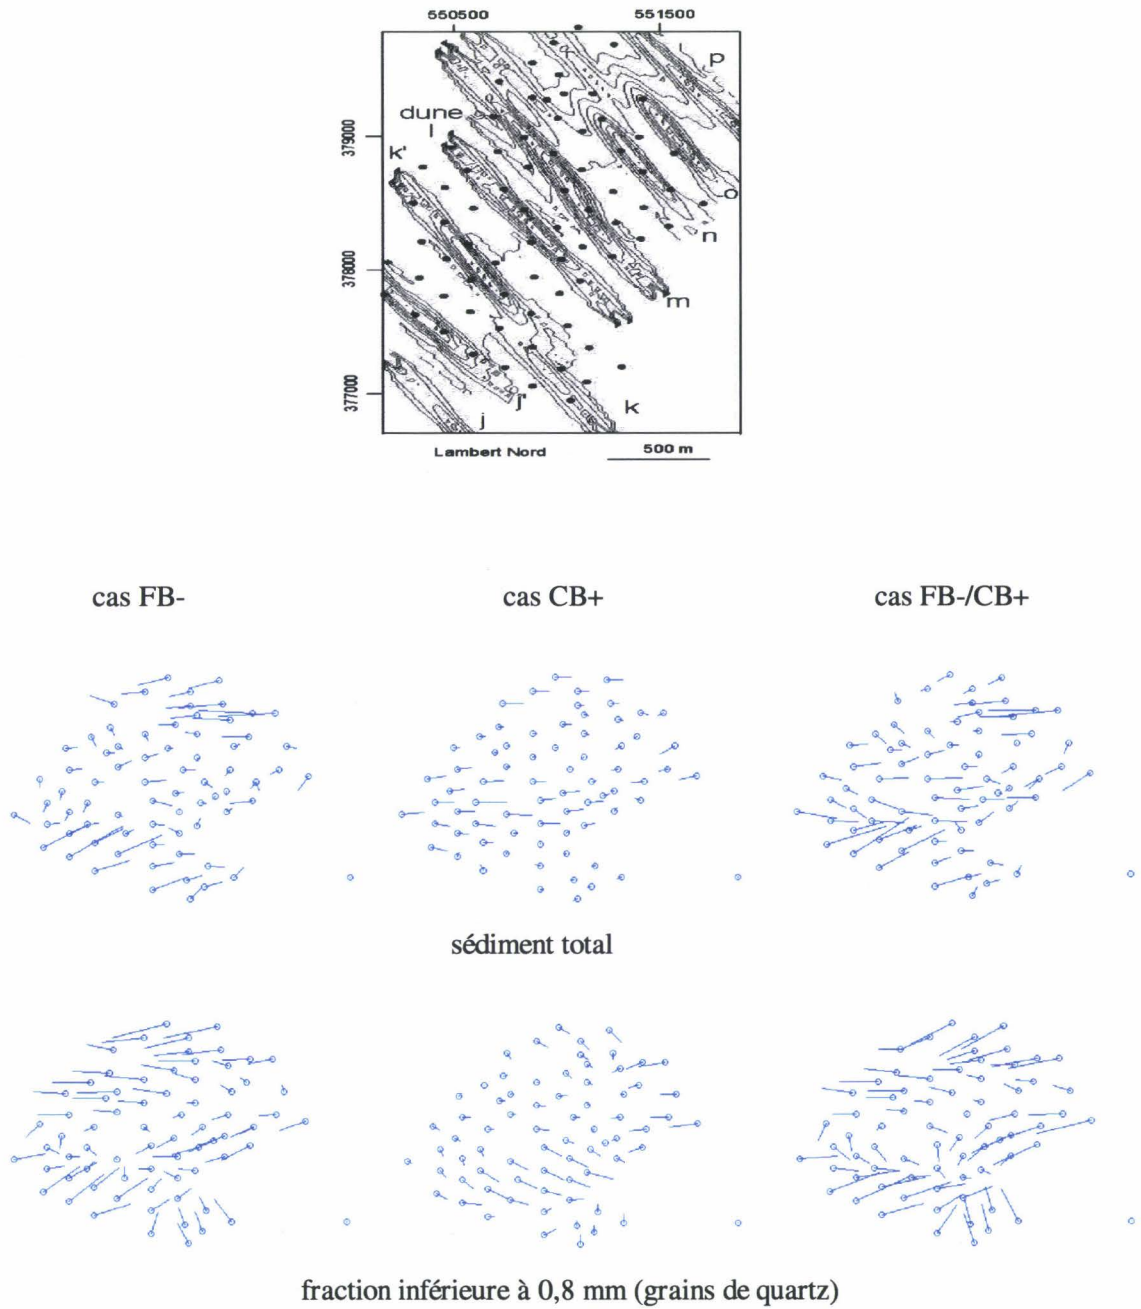 550500 551500
p
379000
dune
l
k'
o
n
378000
m
377000
j'
k
j
Lambert Nord 500 m
cas FB- cas CB+ cas FB-/CB+
sédiment total
fraction inférieure à 0,8 mm (grains de quartz)